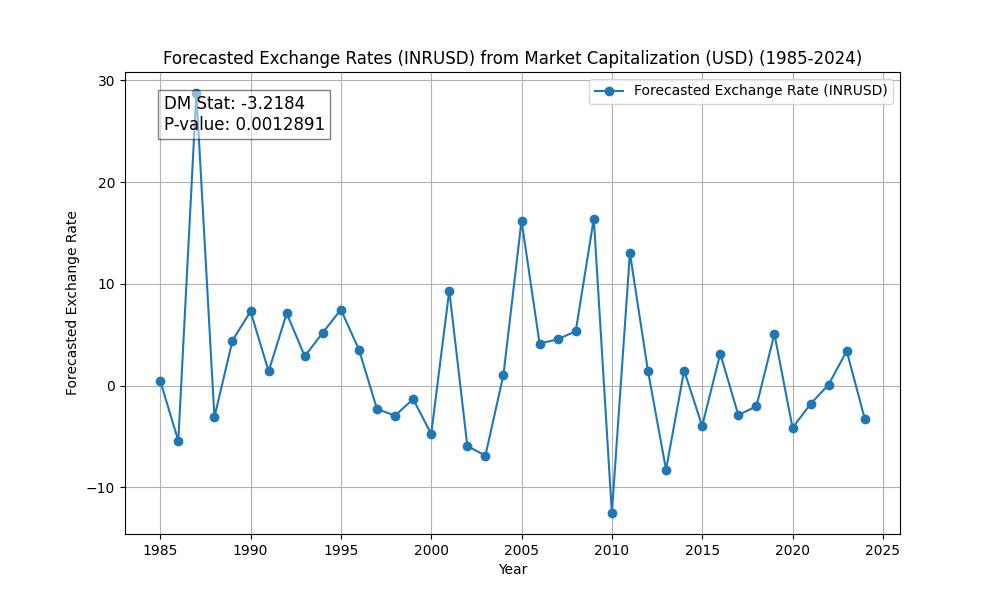 Forecasted Exchange Rates (INRUSD) from Market Capitalization (USD) (1985-2024)
DM Stat: -3.2184
P-value: 0.0012891
Forecasted Exchange Rate (INRUSD)
Forecasted Exchange Rate
30
20
10
0
−10
1985 1990 1995 2000 2005 2010 2015 2020 2025
Year